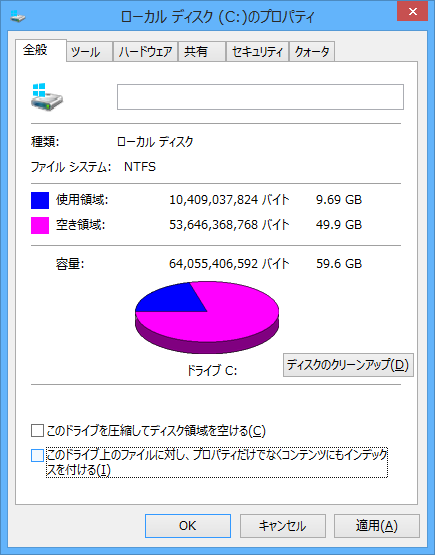 ローカル ディスク (C:)のプロパティ
全般 ツール ハードウェア 共有 セキュリティ クォータ
種類: ローカル ディスク
ファイル システム: NTFS
使用領域: 10,409,037,824 バイト 9.69 GB
空き領域: 53,646,368,768 バイト 49.9 GB
容量: 64,055,406,592 バイト 59.6 GB
ドライブ C:
ディスクのクリーンアップ(D)
このドライブを圧縮してディスク領域を空ける(C)
このドライブ上のファイルに対し、プロパティだけでなくコンテンツにもインデック
スを付ける(I)
OK キャンセル 適用(A)